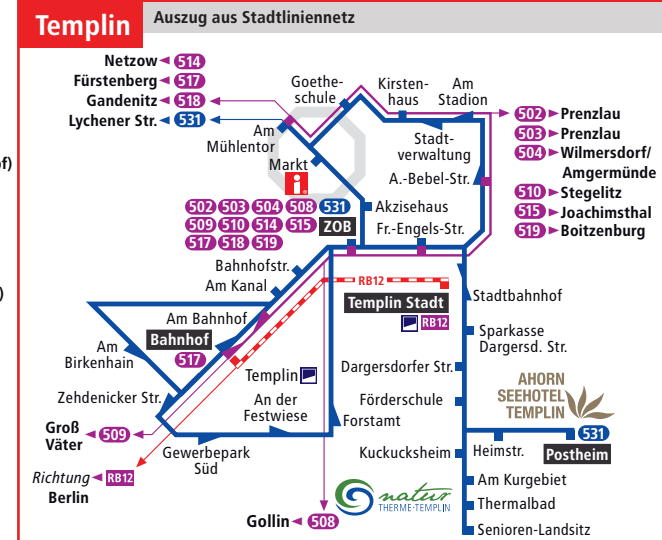 Templin
Auszug aus Stadtliniennetz
Netzow 514
Fürstenberg 517
Gandenitz 518
Lychener Str. 531
Goethe-
schule
Kirsten-
haus
Am
Stadion
502 Prenzlau
503 Prenzlau
504 Wilmersdorf/
Angermünde
510 Stegelitz
515 Joachimsthal
519 Boitzenburg
Am
Mühlentor
Markt
i
Stadt-
verwaltung
A.-Bebel-Str.
502 503 504 508 531
509 510 514 515 ZOB
517 518 519
Akzisehaus
Fr.-Engels-Str.
f)
)
Bahnhofstr.
Am Kanal
RB12
Templin Stadt
RB12
Stadtbahnhof
Am Bahnhof
Bahnhof
517
Am
Birkenhain
Sparkasse
Dargersd. Str.
Templin
Dargersdorfer Str.
Zehdenicker Str.
An der
Festwiese
Förderschule
Forstamt
AHORN
SEEHOTEL
TEMPLIN
531
Postheim
Heimstr.
Groß
Väter 509
Gewerbepark
Süd
Kuckucksheim
Richtung RB12
Berlin
Am Kurgebiet
natur
THERME·TEMPLIN
Thermalbad
Gollin 508
Senioren-Landsitz